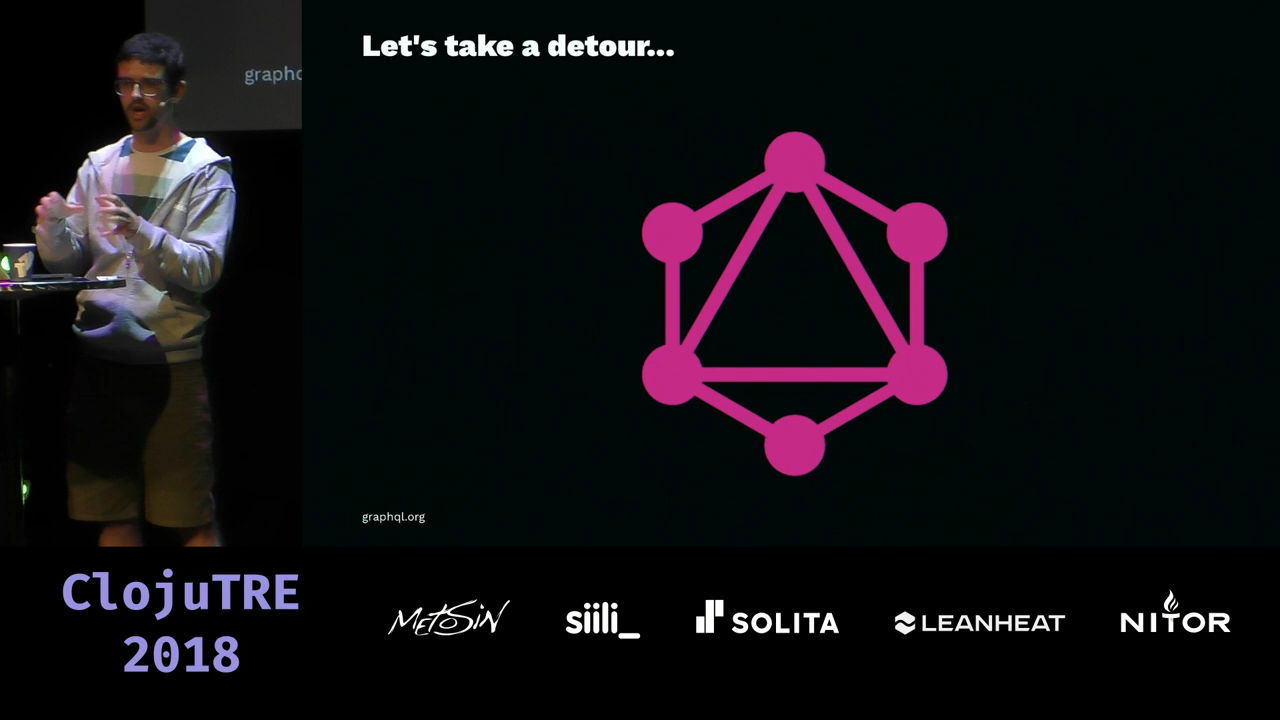 Let's take a detour...
graphq
graphql.org
ClojuTRE
2018
METOSIN
siili_
SOLITA
LEANHEAT
NITOR